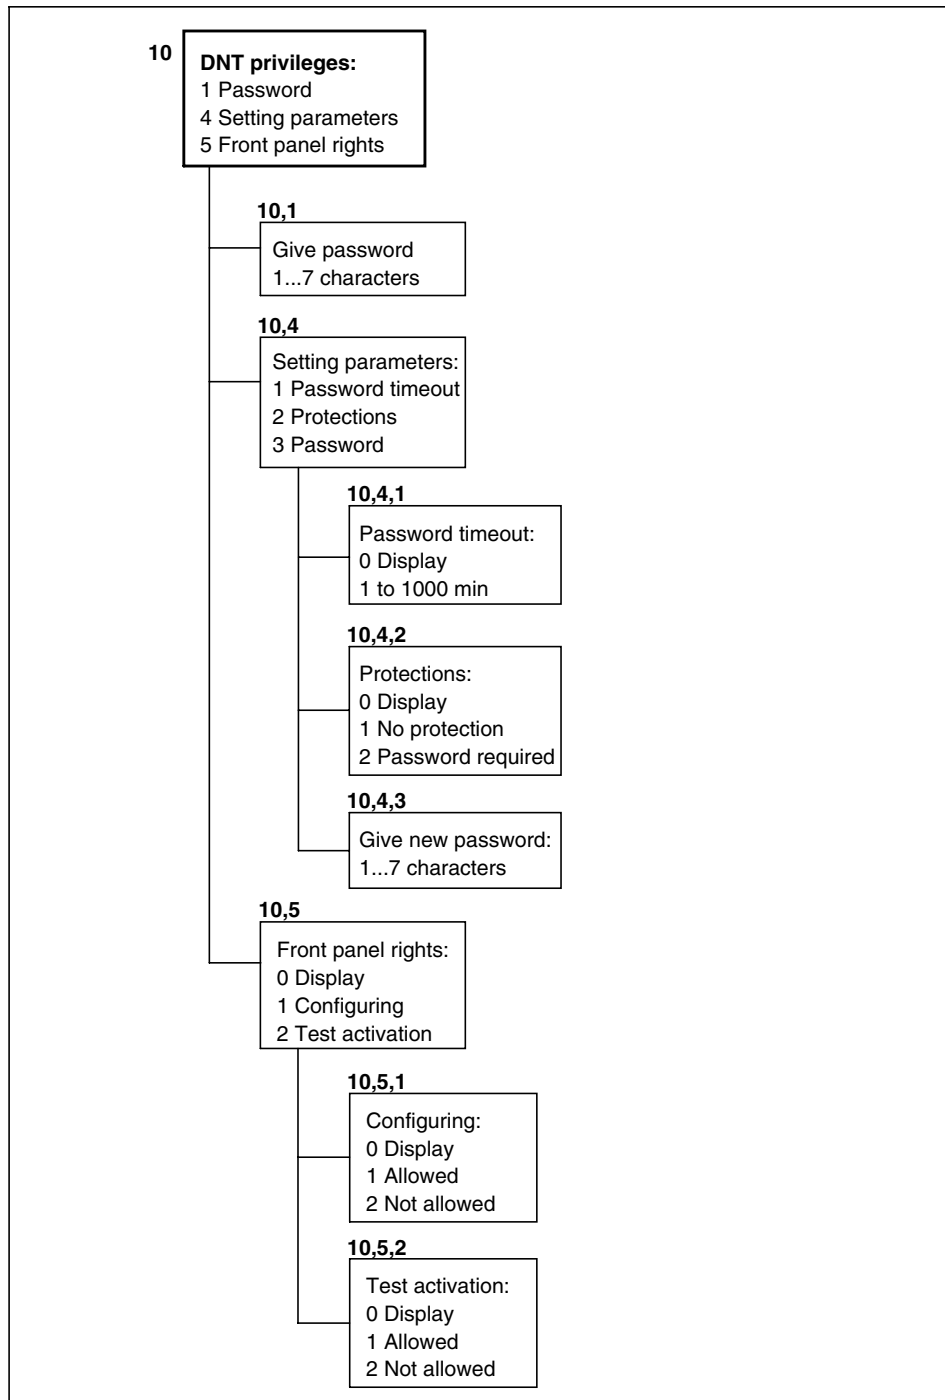 10
DNT privileges:
1 Password
4 Setting parameters
5 Front panel rights
10,1
Give password
1...7 characters
10,4
Setting parameters:
1 Password timeout
2 Protections
3 Password
10,4,1
Password timeout:
0 Display
1 to 1000 min
10,4,2
Protections:
0 Display
1 No protection
2 Password required
10,4,3
Give new password:
1...7 characters
10,5
Front panel rights:
0 Display
1 Configuring
2 Test activation
10,5,1
Configuring:
0 Display
1 Allowed
2 Not allowed
10,5,2
Test activation:
0 Display
1 Allowed
2 Not allowed